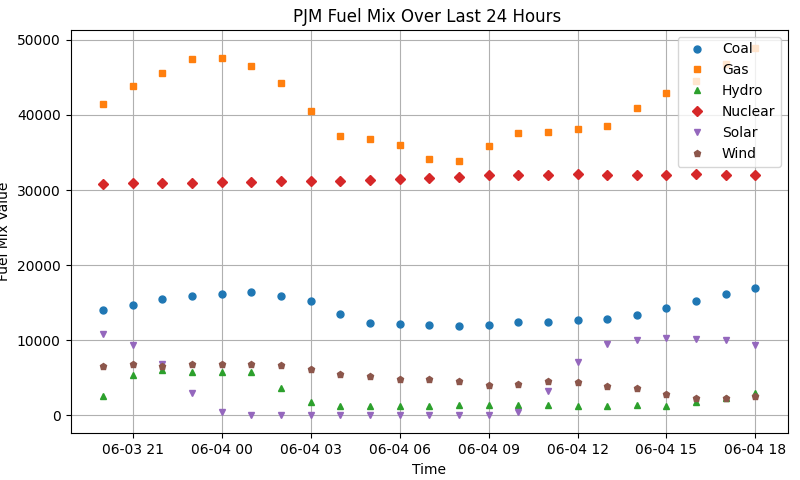 PJM Fuel Mix Over Last 24 Hours
50000
40000
30000
20000
10000
0
Fuel Mix Value
Coal
Gas
Hydro
Nuclear
Solar
Wind
06-03 21
06-04 00
06-04 03
06-04 06
06-04 09
06-04 12
06-04 15
06-04 18
Time